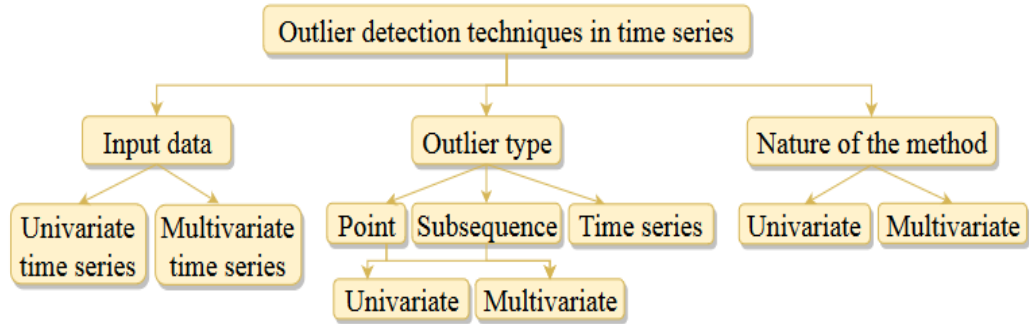 Outlier detection techniques in time series
Input data
Outlier type
Nature of the method
Univariate
time series
Multivariate
time series
Point
Subsequence
Time series
Univariate
Multivariate
Univariate
Multivariate